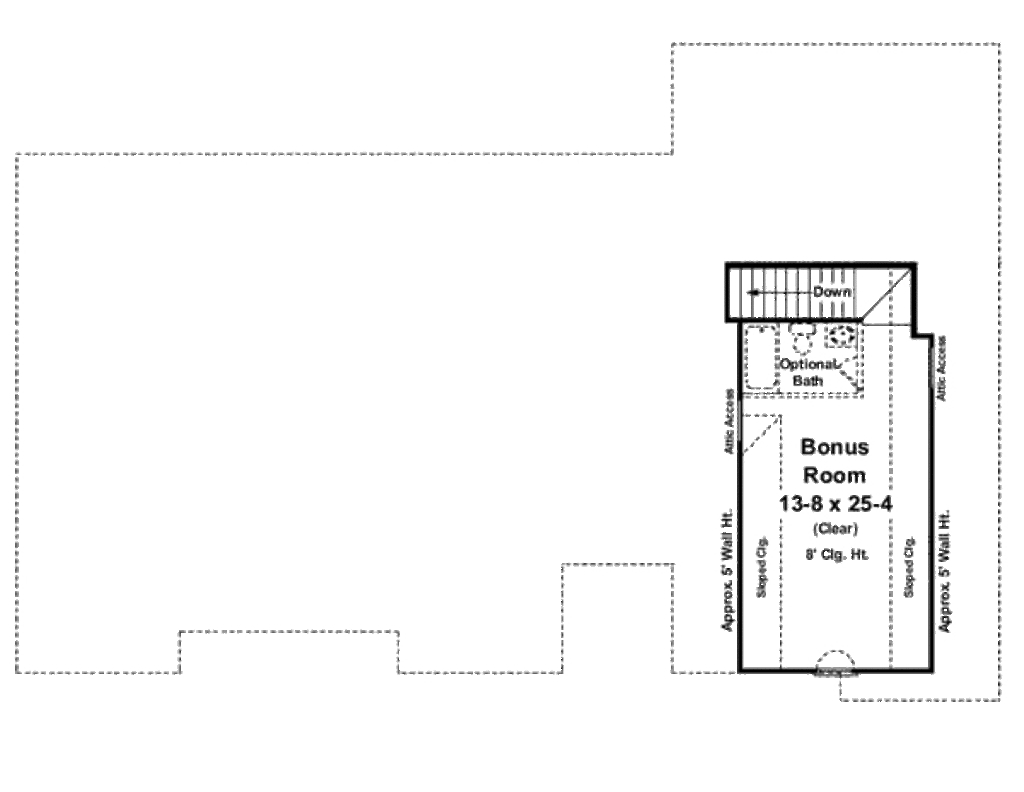 Down
Optional
Bath
Attic Access
Attic Access
Bonus
Room
13-8 x 25-4
(Clear)
8' Clg. Ht.
Approx. 5' Wall Ht.
Sloped Clg.
Sloped Clg.
Approx. 5' Wall Ht.